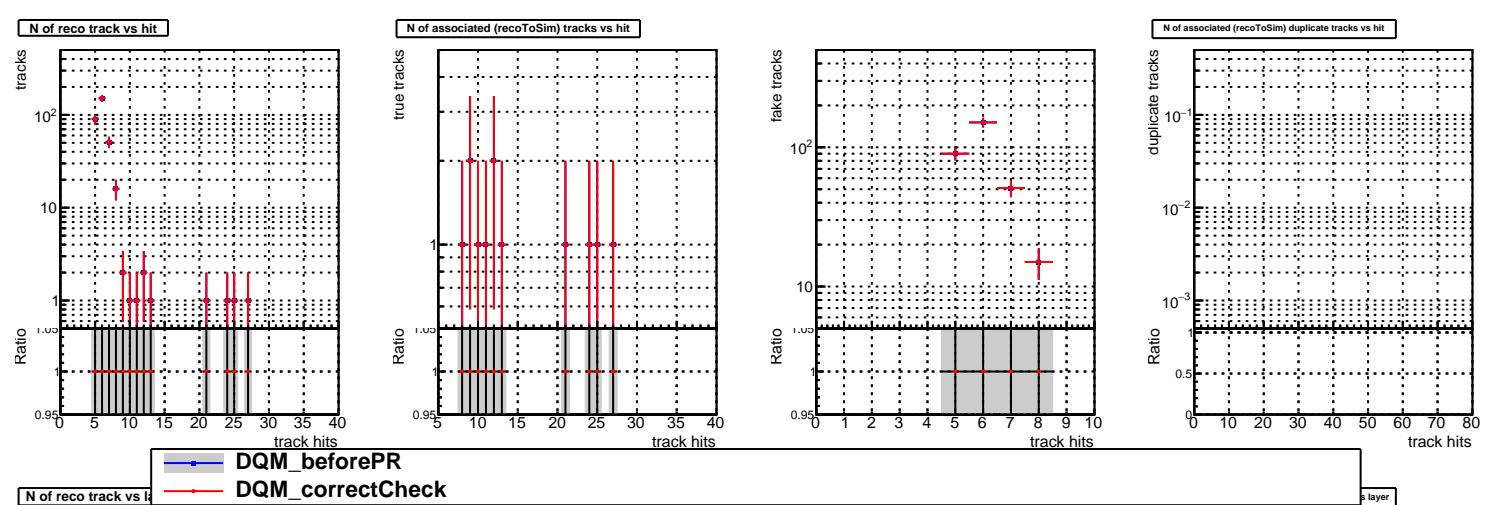 N of reco track vs hit
tracks
10²
10
1
1.05
Ratio
1
0.95
0 5 10 15 20 25 30 35 40
track hits
N of associated (recoToSim) tracks vs hit
true tracks
1
1.05
Ratio
1
0.95
5 10 15 20 25 30 35 40
track hits
fake tracks
10²
10
1.05
Ratio
1
0.95
0 1 2 3 4 5 6 7 8 9 10
track hits
N of associated (recoToSim) duplicate tracks vs hit
duplicate tracks
10⁻¹
10⁻²
10⁻³
1
Ratio
0.5
0
0 10 20 30 40 50 60 70 80
track hits
DQM_beforePR
DQM_correctCheck
N of reco track vs la
s layer